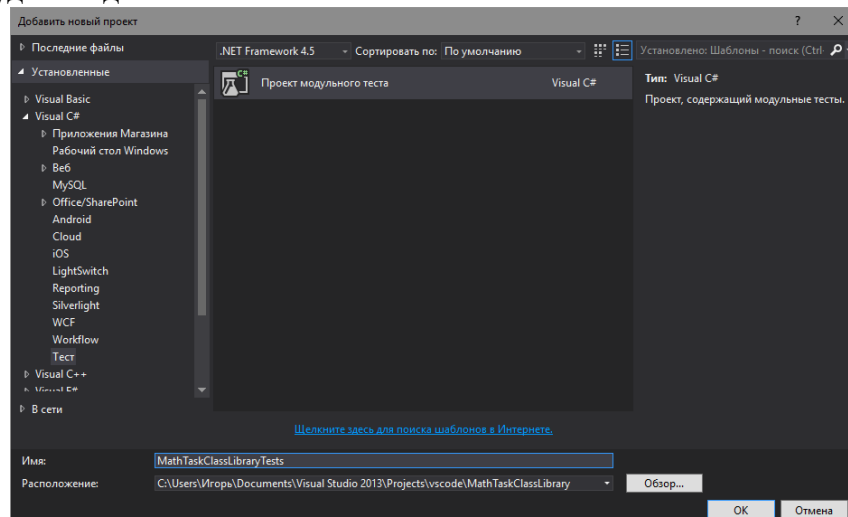 Добавить новый проект
? ×
Последние файлы
.NET Framework 4.5
Сортировать по: По умолчанию
Установлено: Шаблоны - поиск (Ctrl-
Установленные
Проект модульного теста
Visual C#
Тип: Visual C#
Проект, содержащий модульные тесты.
Visual Basic
Visual C#
Приложения Магазина
Рабочий стол Windows
Веб
MySQL
Office/SharePoint
Android
Cloud
iOS
LightSwitch
Reporting
Silverlight
WCF
Workflow
Тест
Visual C++
Visual F#
В сети
Щелкните здесь для поиска шаблонов в Интернете.
Имя:
MathTaskClassLibraryTests
Расположение:
C:\Users\Игорь\Documents\Visual Studio 2013\Projects\vscode\MathTaskClassLibrary
Обзор...
OK
Отмена